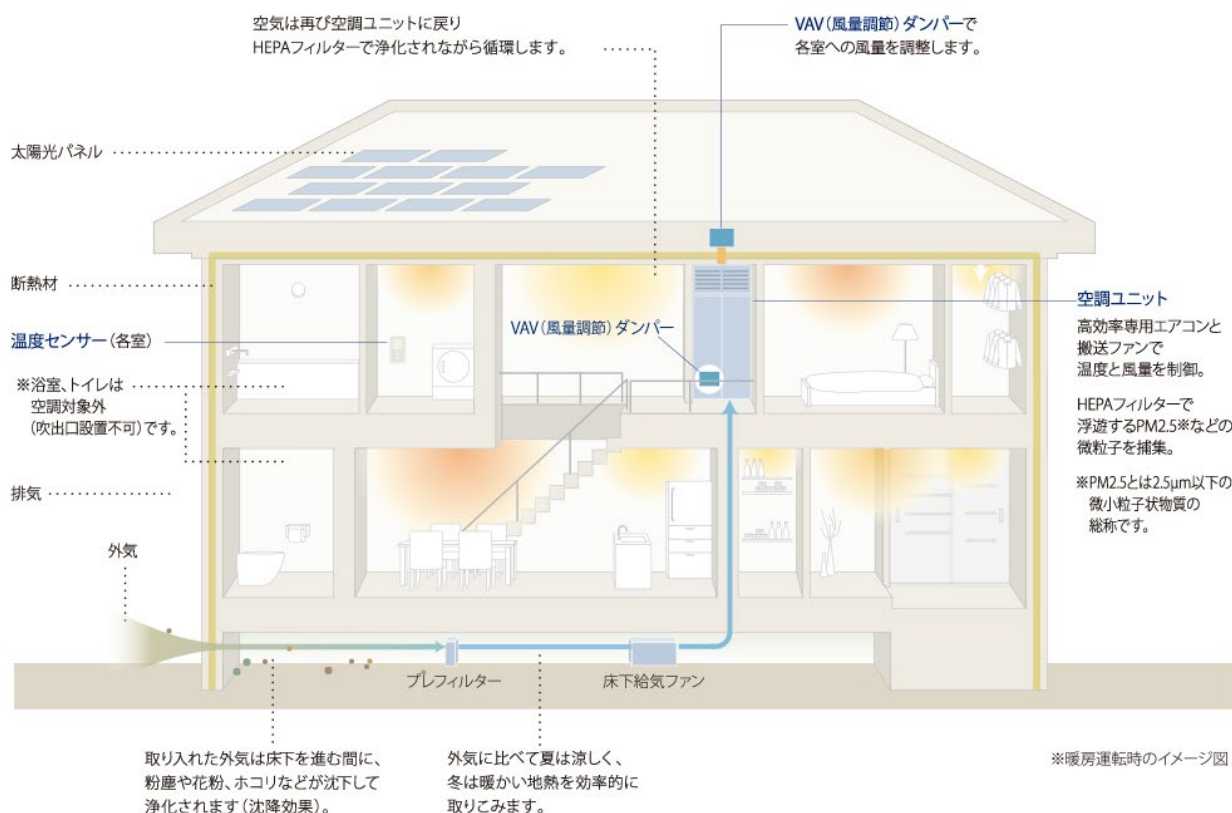 空気は再び空調ユニットに戻り
HEPAフィルターで浄化されながら循環します。
VAV(風量調節)ダンパーで
各室への風量を調整します。
太陽光パネル
断熱材
温度センサー(各室)
※浴室、トイレは
空調対象外
(吹出口設置不可)です。
排気
外気
VAV(風量調節)ダンパー
空調ユニット
高効率専用エアコンと
搬送ファンで
温度と風量を制御。
HEPAフィルターで
浮遊するPM2.5※などの
微粒子を捕集。
※PM2.5とは2.5μm以下の
微小粒子状物質の
総称です。
プレフィルター
床下給気ファン
取り入れた外気は床下を進む間に、
粉塵や花粉、ホコリなどが沈下して
浄化されます(沈降効果)。
外気に比べて夏は涼しく、
冬は暖かい地熱を効率的に
取りこみます。
※暖房運転時のイメージ図